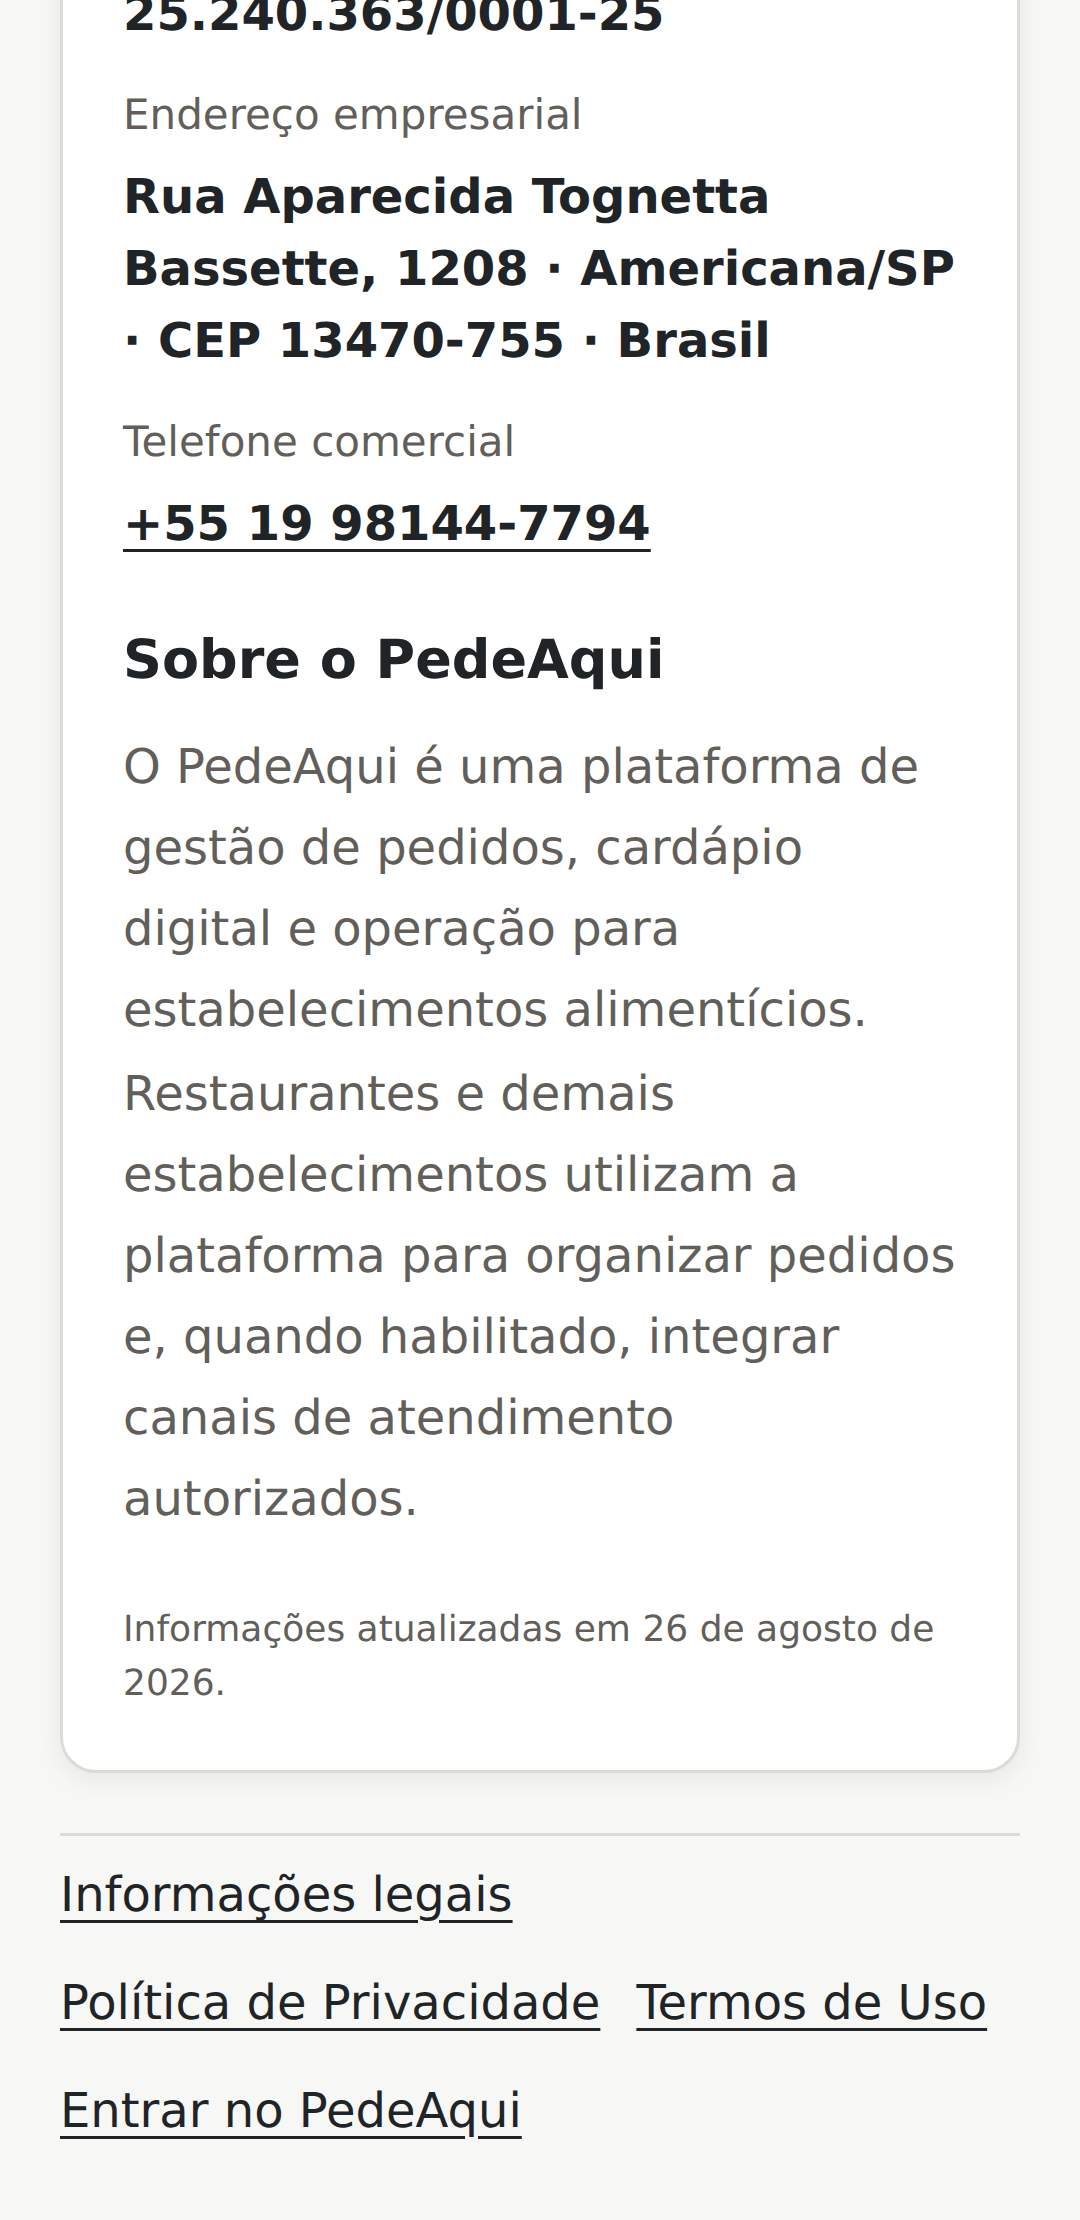 25.240.363/0001-25
Endereço empresarial
Rua Aparecida Tognetta
Bassette, 1208 · Americana/SP
· CEP 13470-755 · Brasil
Telefone comercial
+55 19 98144-7794
Sobre o PedeAqui
O PedeAqui é uma plataforma de
gestão de pedidos, cardápio
digital e operação para
estabelecimentos alimentícios.
Restaurantes e demais
estabelecimentos utilizam a
plataforma para organizar pedidos
e, quando habilitado, integrar
canais de atendimento
autorizados.
Informações atualizadas em 26 de agosto de
2026.
Informações legais
Política de Privacidade Termos de Uso
Entrar no PedeAqui